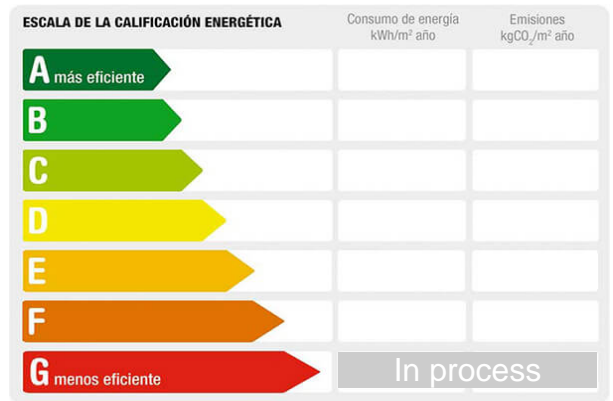 ESCALA DE LA CALIFICACIÓN ENERGÉTICA
Consumo de energía
kWh/m² año
Emisiones
kgCO₂/m² año
A más eficiente
B
C
D
E
F
G menos eficiente
In process